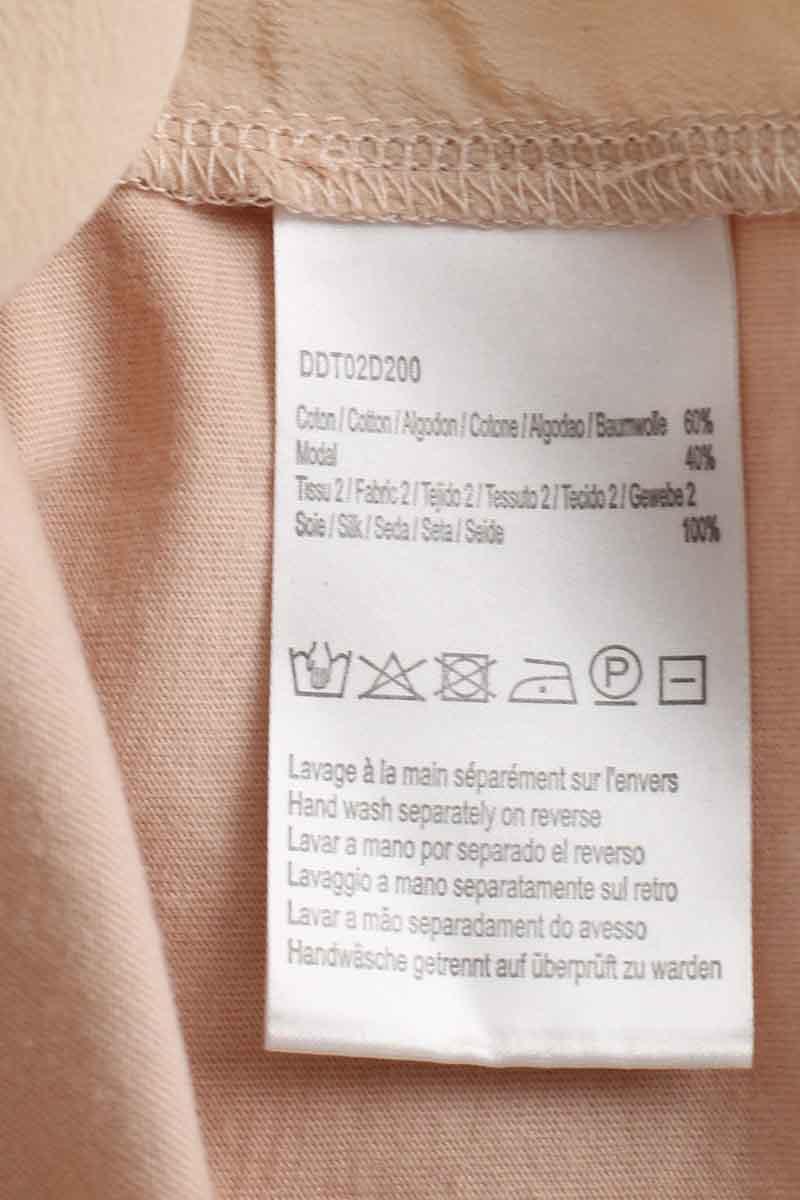 DDT02D200
Coton / Cotton / Algodon / Cotone / Algodao / Baumwolle 60%
Modal 40%
Tissu 2 / Fabric 2 / Tejido 2 / Tessuto 2 / Tecido 2 / Gewebe 2
Soie / Silk / Seda / Seta / Seide 100%
P
Lavage à la main séparément sur l'envers
Hand wash separately on reverse
Lavar a mano por separado el reverso
Lavaggio a mano separatamente sul retro
Lavar a mão separadament do avesso
Handwäsche getrennt auf überprüft zu warden